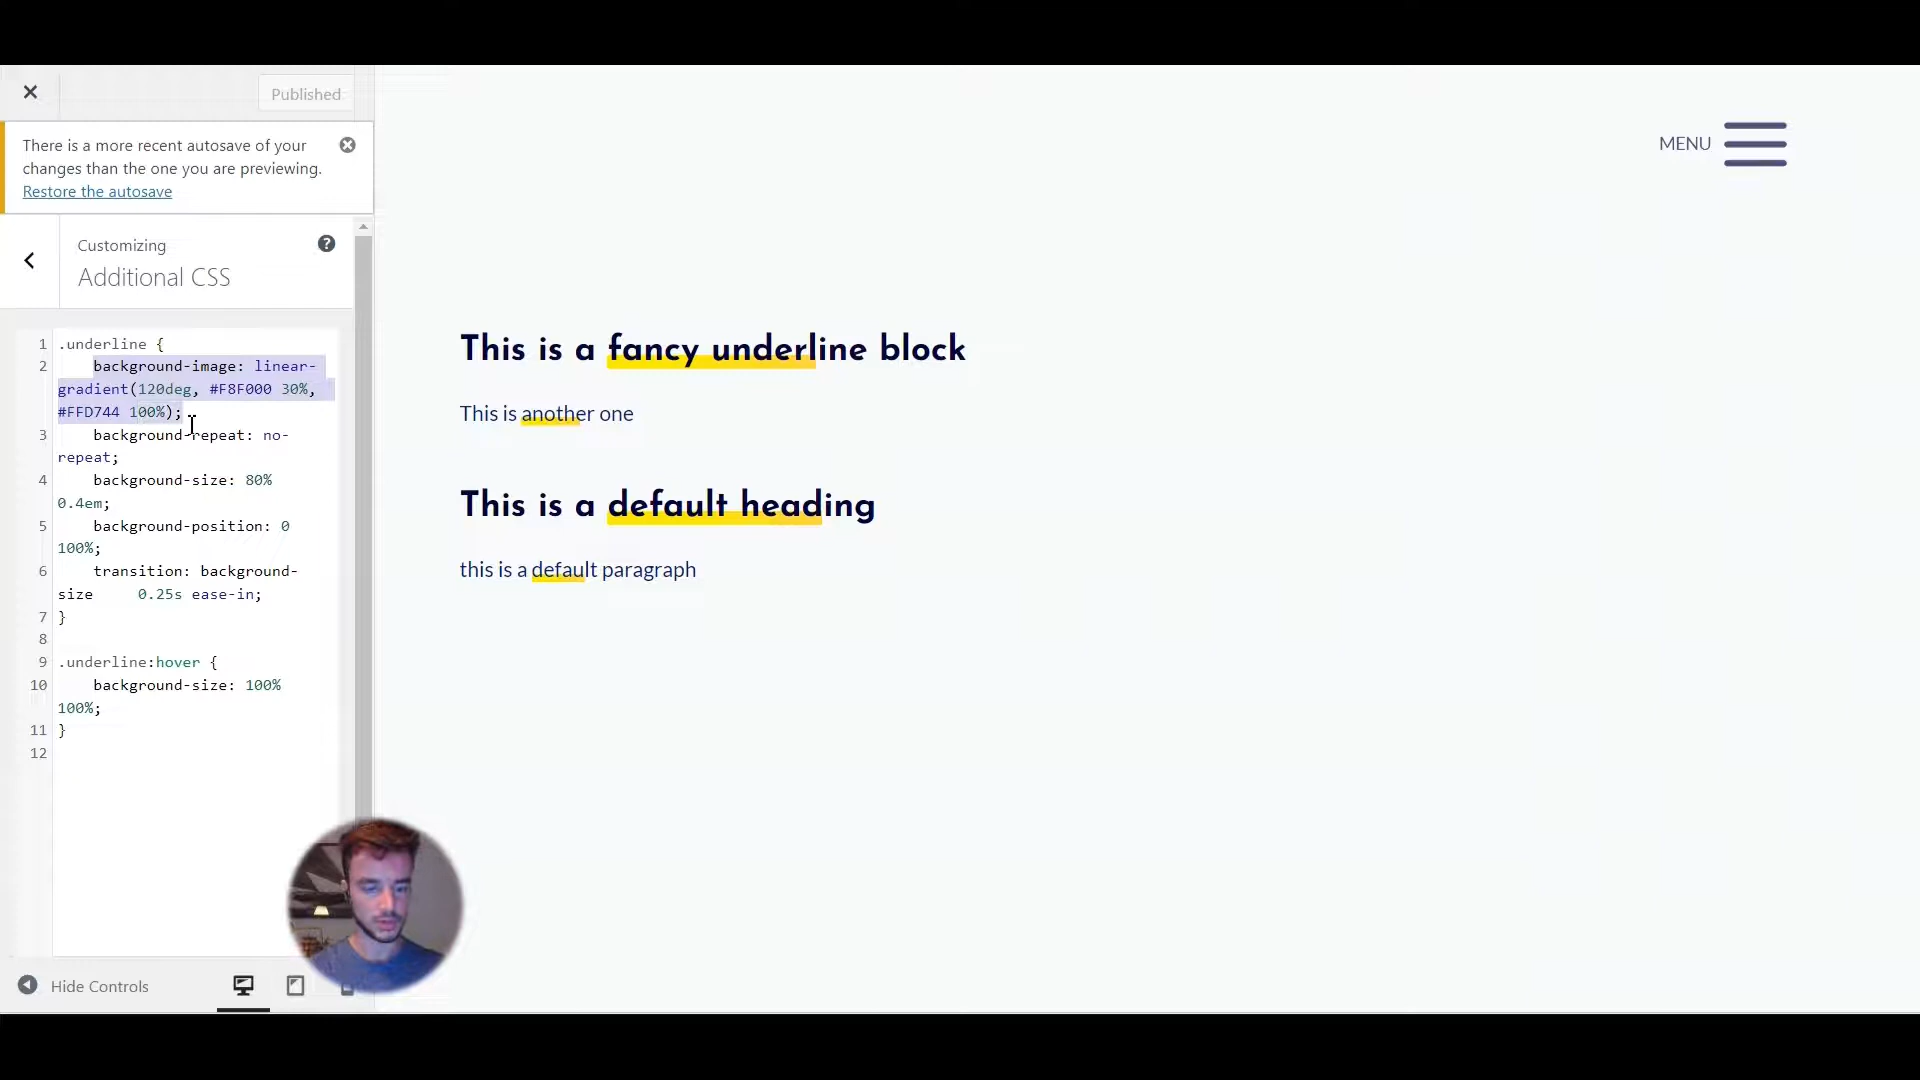 Published
There is a more recent autosave of your
changes than the one you are previewing.
Restore the autosave
Customizing
Additional CSS
1 .underline {
2 background-image: linear-
gradient(120deg, #F8F000 30%,
#FFD744 100%);
3 background-repeat: no-
repeat;
4 background-size: 80%
0.4em;
5 background-position: 0
100%;
6 transition: background-
size 0.25s ease-in;
7 }
8
9 .underline:hover {
10 background-size: 100%
100%;
11 }
12
Hide Controls
MENU
This is a fancy underline block
This is another one
This is a default heading
this is a default paragraph